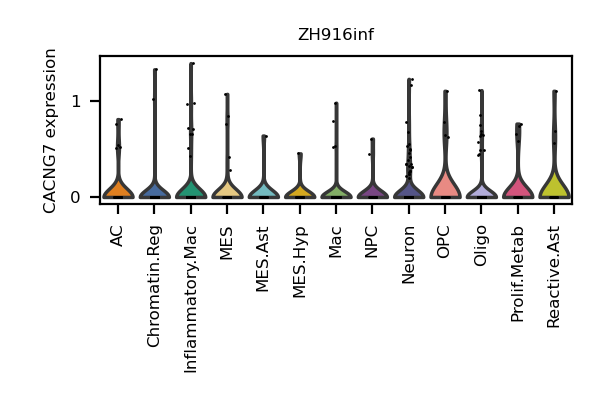 ZH916inf
CACNG7 expression
1
0
AC
Chromatin.Reg
Inflammatory.Mac
MES
MES.Ast
MES.Hyp
Mac
NPC
Neuron
OPC
Oligo
Prolif.Metab
Reactive.Ast